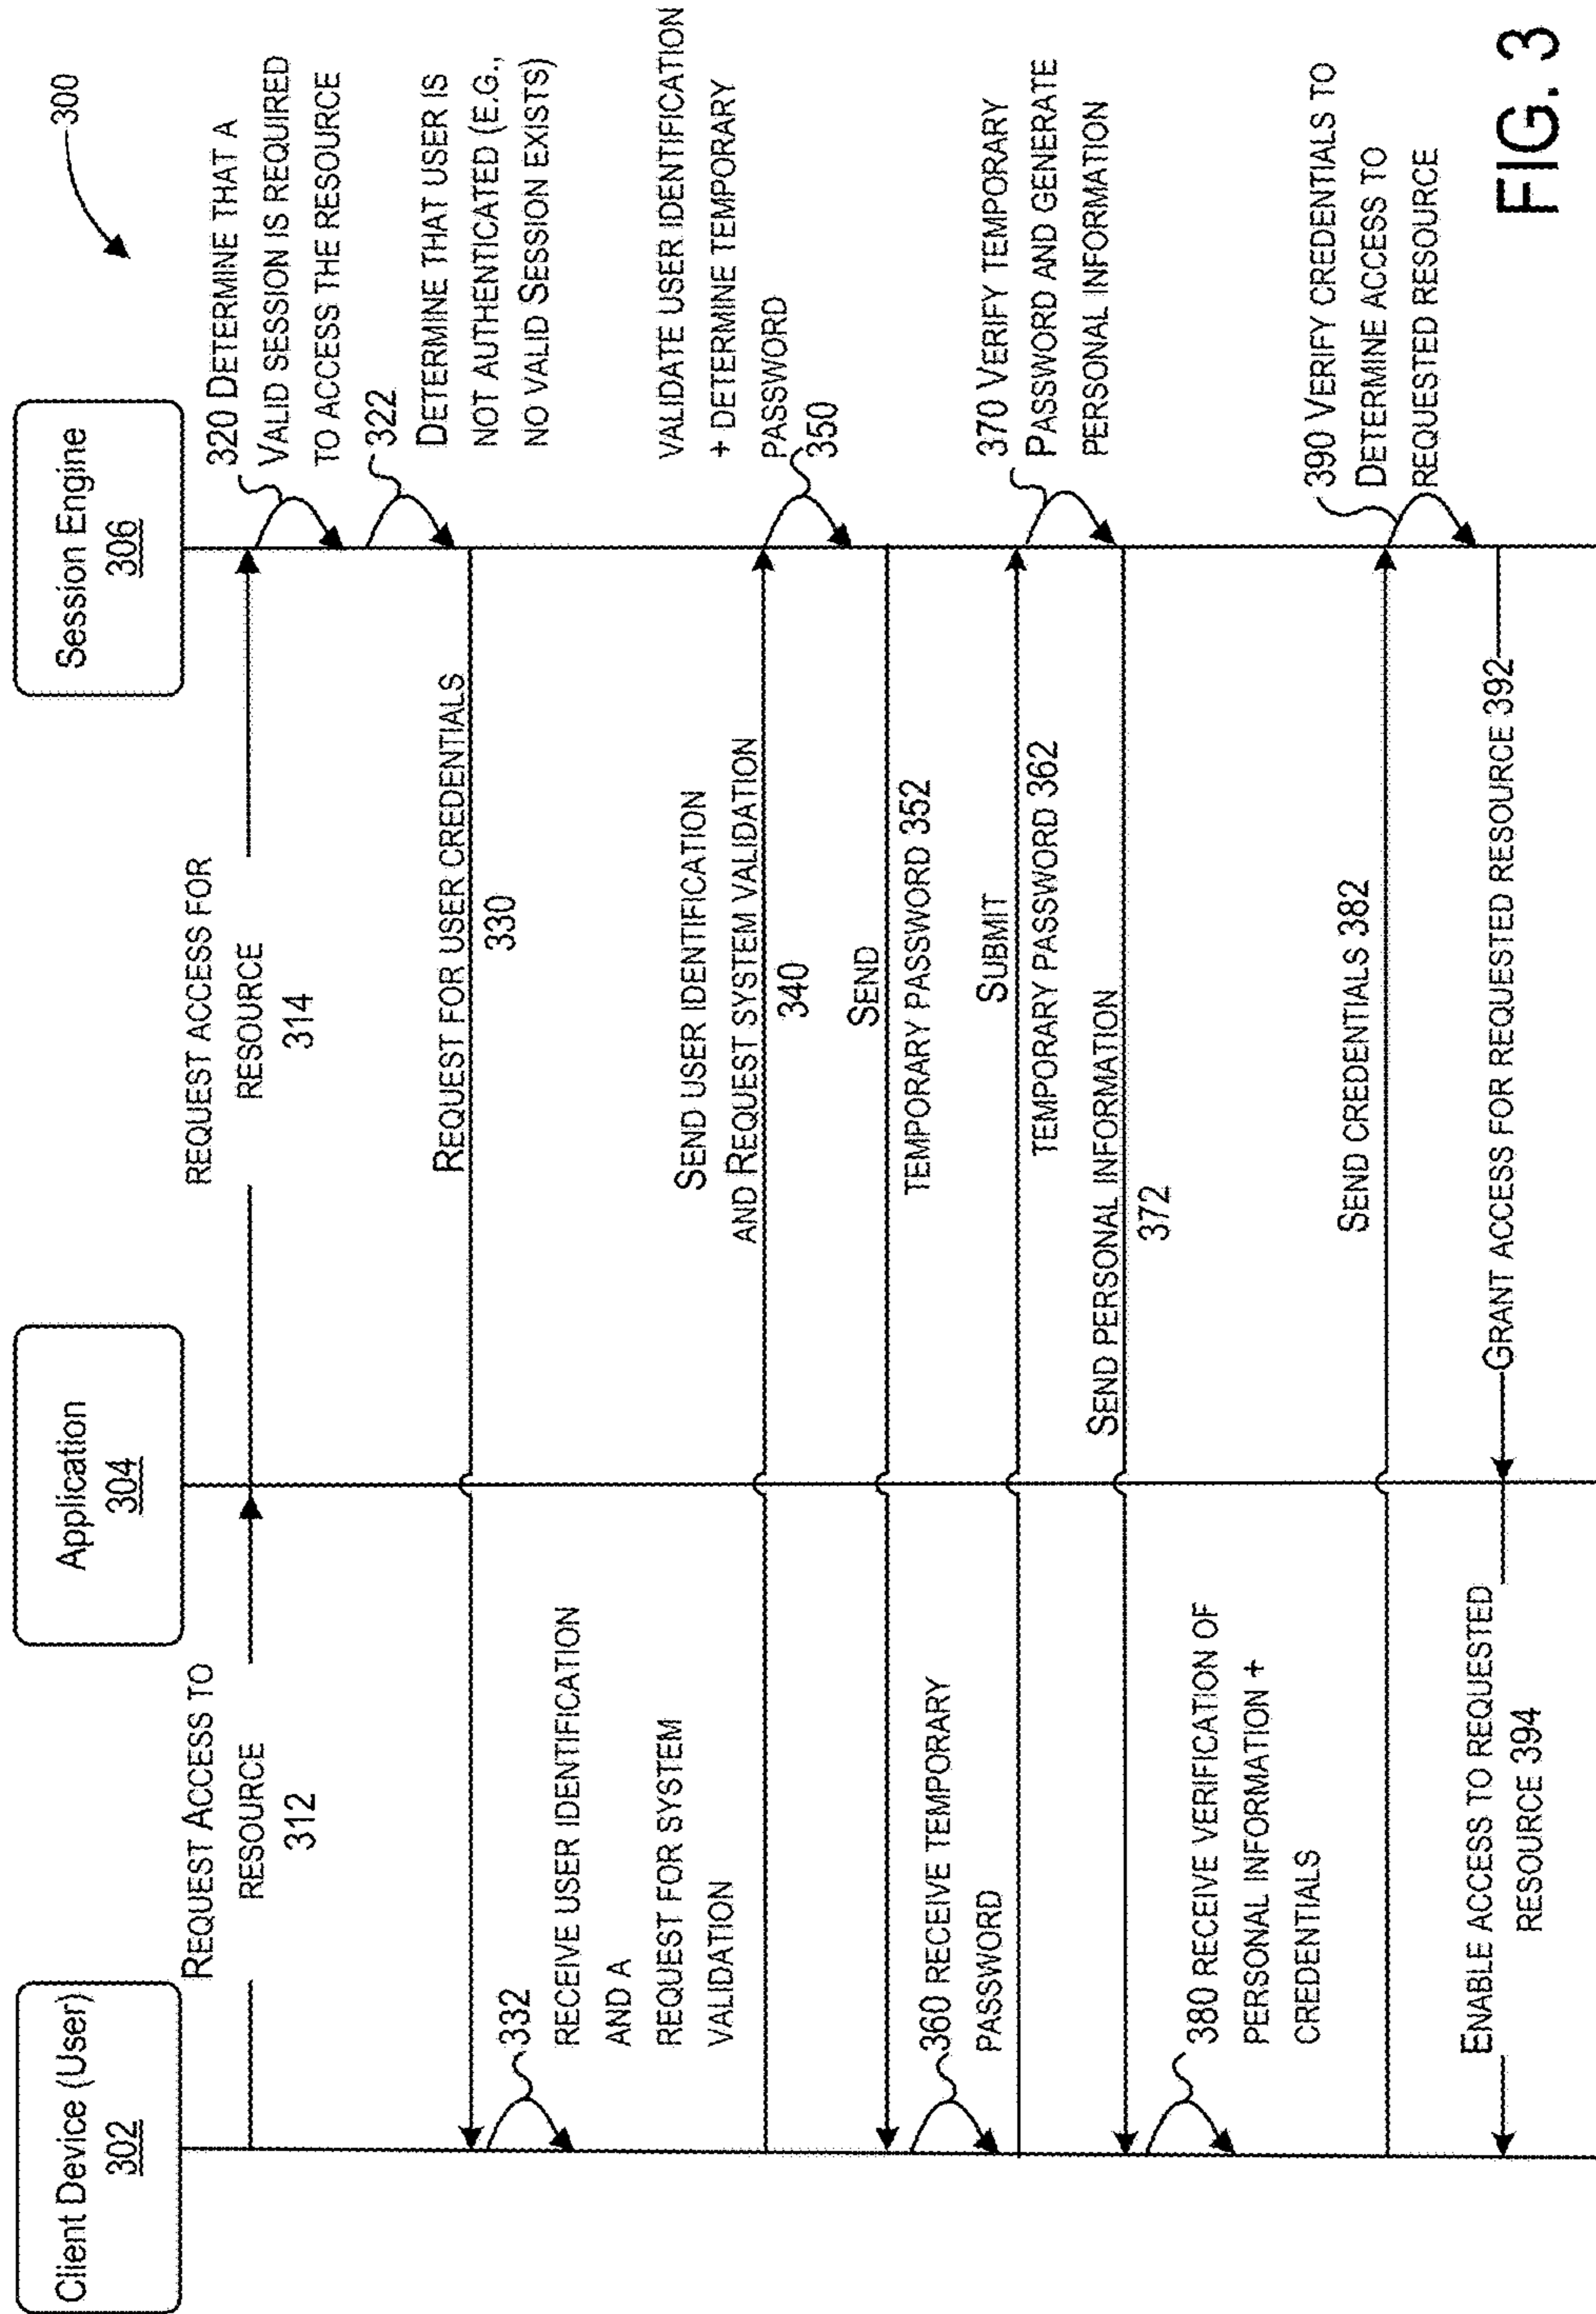 300
Client Device (User)
302
Application
304
Session Engine
306
REQUEST ACCESS TO
RESOURCE
312
REQUEST ACCESS FOR
RESOURCE
314
320 DETERMINE THAT A
VALID SESSION IS REQUIRED
TO ACCESS THE RESOURCE
322
DETERMINE THAT USER IS
NOT AUTHENTICATED (E.G.,
NO VALID SESSION EXISTS)
REQUEST FOR USER CREDENTIALS
330
332
RECEIVE USER IDENTIFICATION
AND A
REQUEST FOR SYSTEM
VALIDATION
SEND USER IDENTIFICATION
AND REQUEST SYSTEM VALIDATION
340
VALIDATE USER IDENTIFICATION
+ DETERMINE TEMPORARY
PASSWORD
350
SEND
TEMPORARY PASSWORD 352
360 RECEIVE TEMPORARY
PASSWORD
SUBMIT
TEMPORARY PASSWORD 362
370 VERIFY TEMPORARY
PASSWORD AND GENERATE
PERSONAL INFORMATION
SEND PERSONAL INFORMATION
372
380 RECEIVE VERIFICATION OF
PERSONAL INFORMATION +
CREDENTIALS
SEND CREDENTIALS 382
390 VERIFY CREDENTIALS TO
DETERMINE ACCESS TO
REQUESTED RESOURCE
GRANT ACCESS FOR REQUESTED RESOURCE 392
ENABLE ACCESS TO REQUESTED
RESOURCE 394
FIG. 3